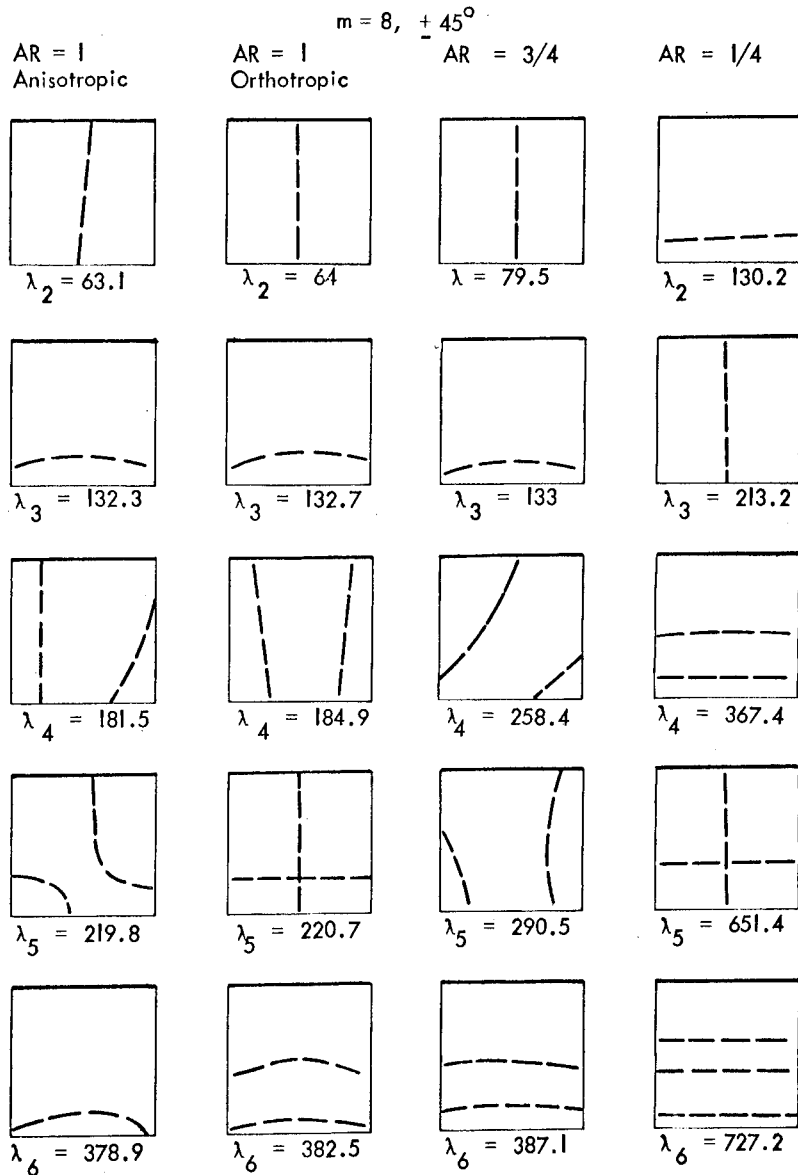 m = 8, ± 45°
AR = 1 AR = 1 AR = 3/4 AR = 1/4
Anisotropic Orthotropic
λ2 = 63.1 λ2 = 64 λ = 79.5 λ2 = 130.2
λ3 = 132.3 λ3 = 132.7 λ3 = 133 λ3 = 213.2
λ4 = 181.5 λ4 = 184.9 λ4 = 258.4 λ4 = 367.4
λ5 = 219.8 λ5 = 220.7 λ5 = 290.5 λ5 = 651.4
λ6 = 378.9 λ6 = 382.5 λ6 = 387.1 λ6 = 727.2